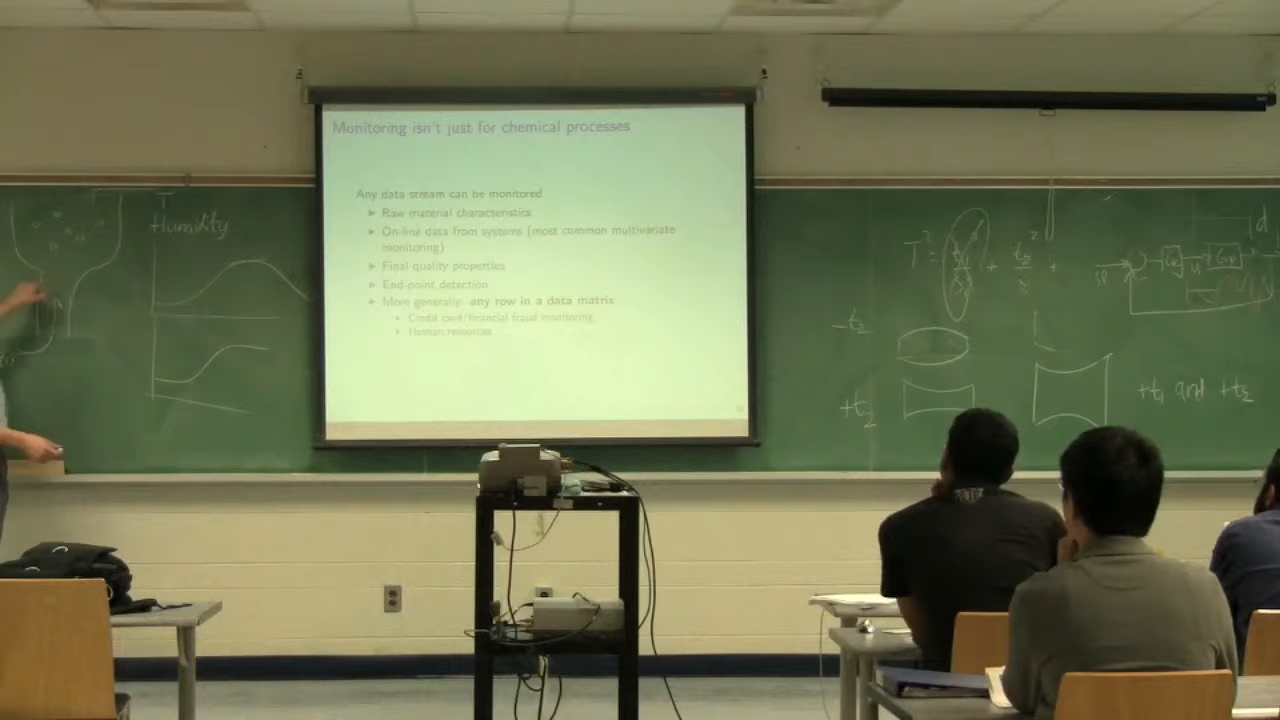 Monitoring isn't just for chemical processes
Any data stream can be monitored
▶ Raw material characteristics
▶ On-line data from systems (most common multivariate
monitoring)
▶ Final quality properties
▶ End-point detection
▶ More generally: any row in a data matrix
• Credit card/financial fraud monitoring
• Human resources
T
Humidity
d
SP
-t₂
+t₂
+t₁ and +t₂